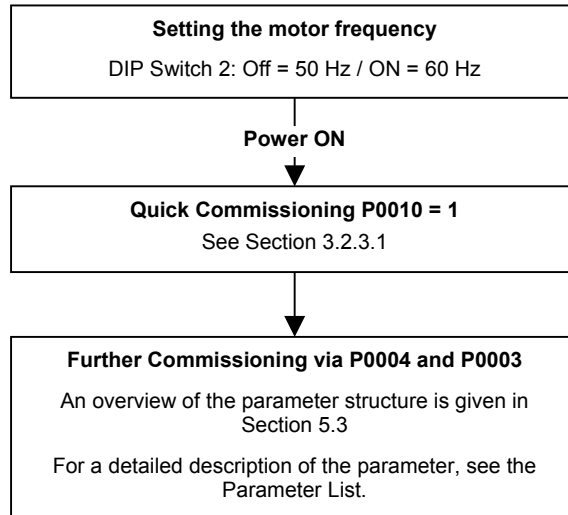 Setting the motor frequency
DIP Switch 2: Off = 50 Hz / ON = 60 Hz
Power ON
Quick Commissioning P0010 = 1
See Section 3.2.3.1
Further Commissioning via P0004 and P0003
An overview of the parameter structure is given in
Section 5.3
For a detailed description of the parameter, see the
Parameter List.